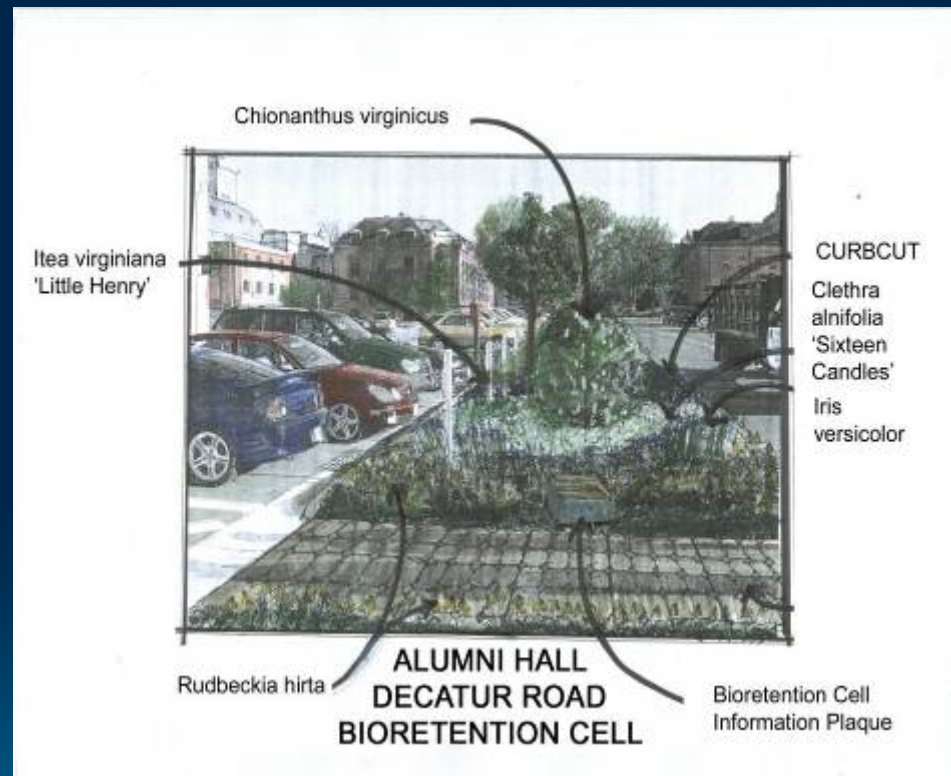 Chionanthus virginicus
Itea virginiana
'Little Henry'
CURBCUT
Clethra
alnifolia
'Sixteen
Candles'
Iris
versicolor
Rudbeckia hirta
ALUMNI HALL
DECATUR ROAD
BIORETENTION CELL
Bioretention Cell
Information Plaque